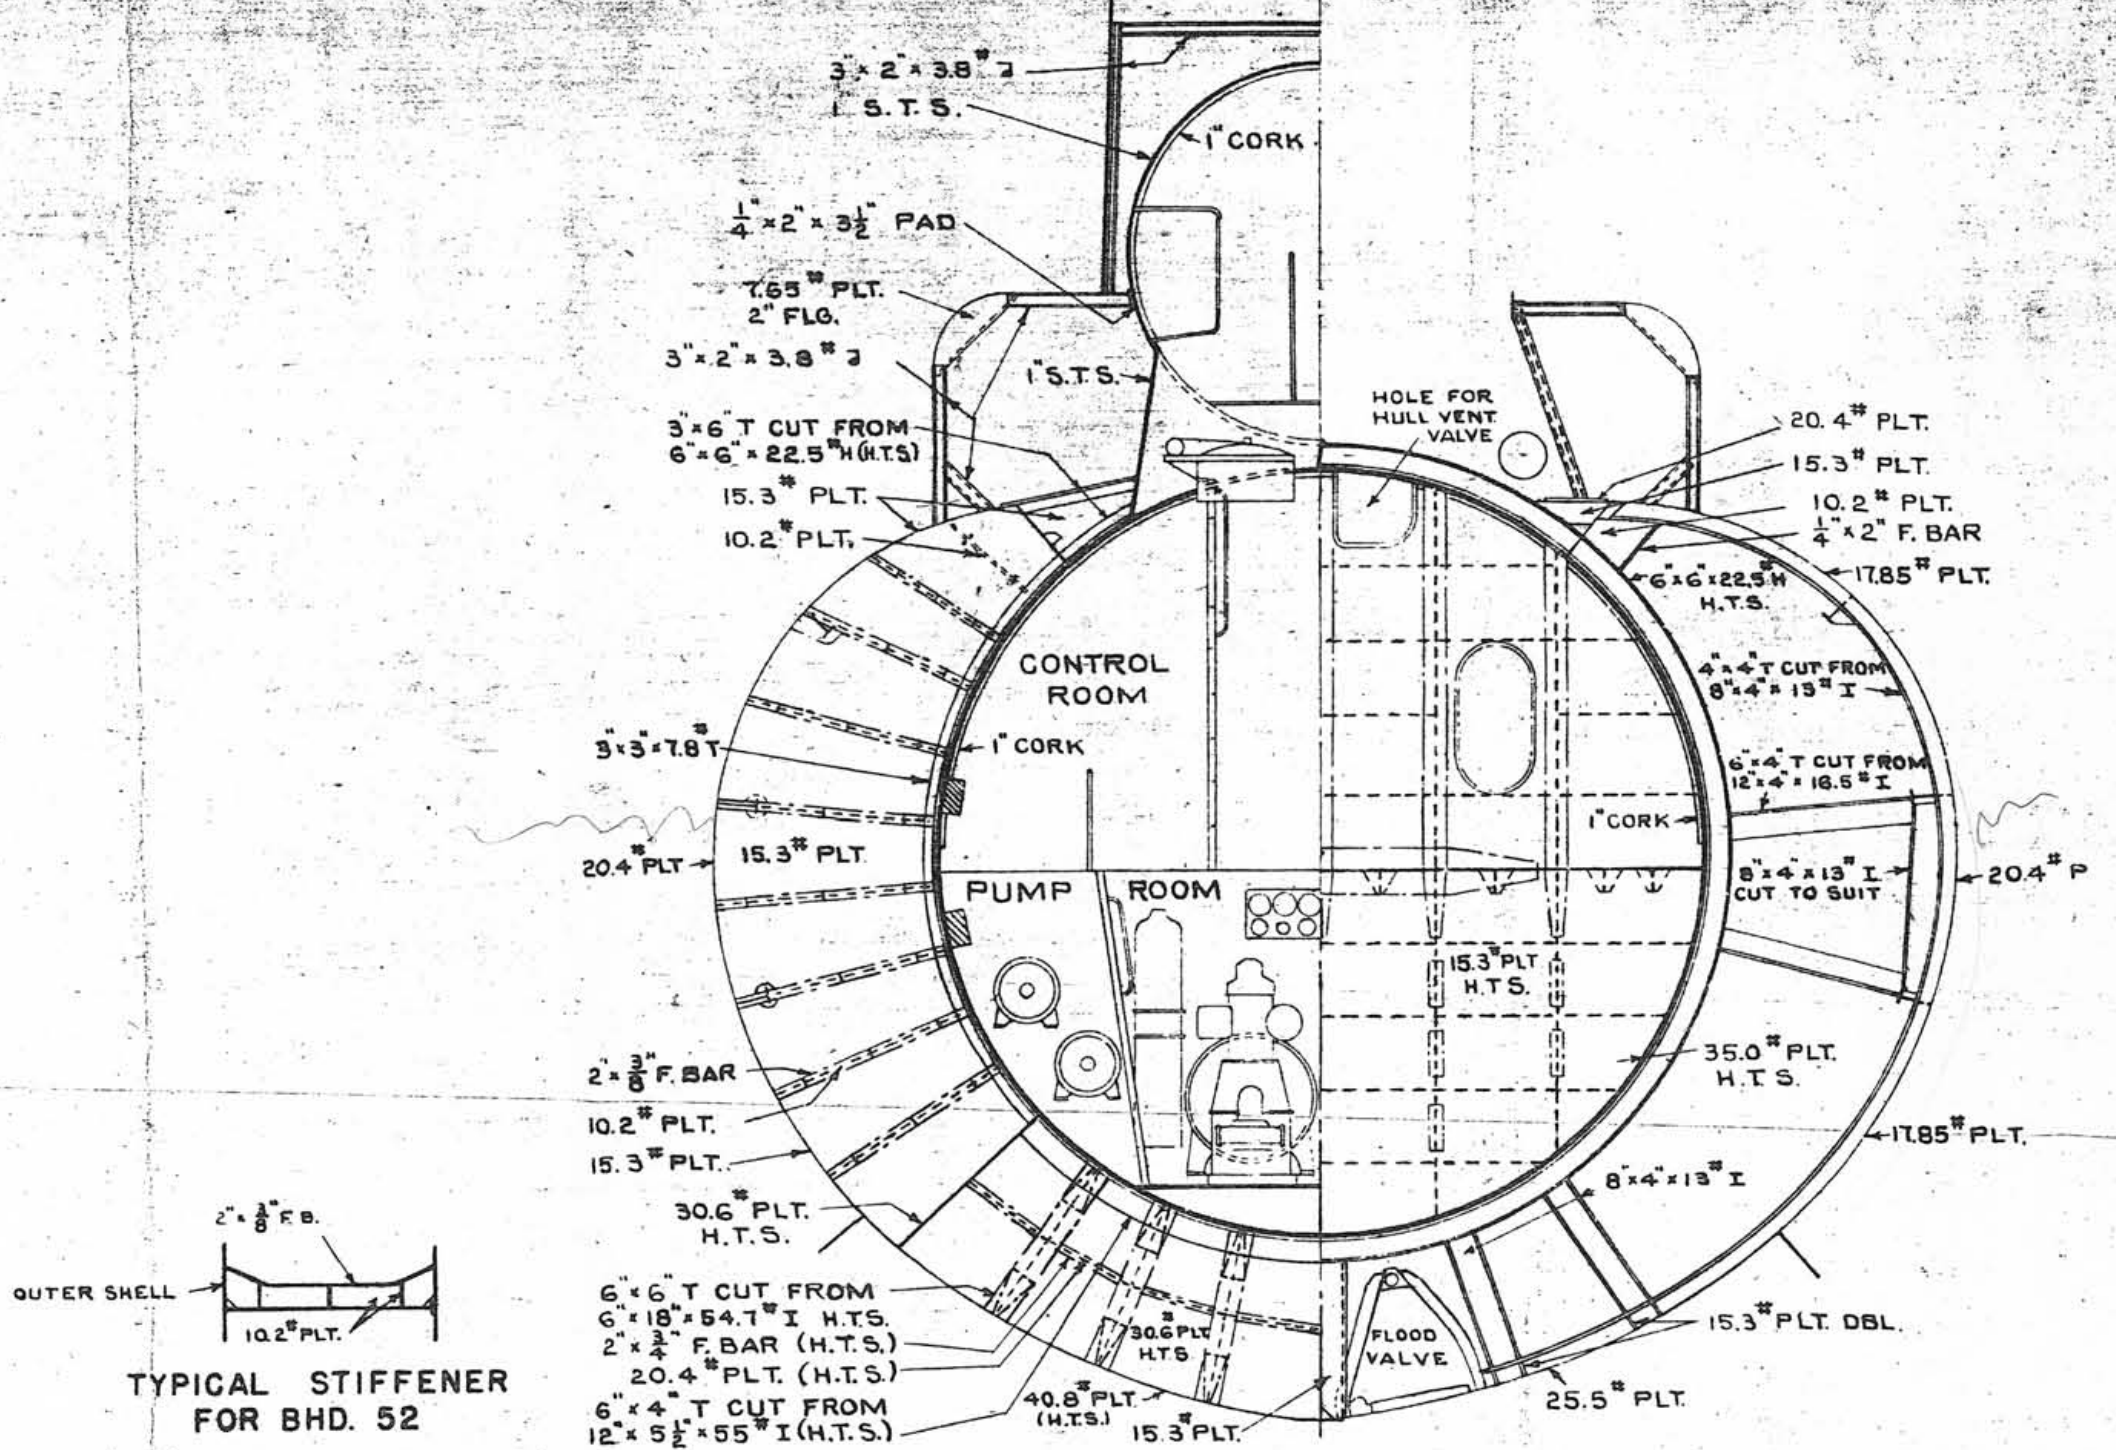 3" x 2" x 3.8#
1" S.T.S.
1" CORK
1/4" x 2" x 3 1/2" PAD
7.65# PLT.
2" FLG.
3" x 2" x 3.8#
1" S.T.S.
3" x 6" T CUT FROM
6" x 6" x 22.5# H (H.T.S)
15.3# PLT.
10.2# PLT.
HOLE FOR
HULL VENT
VALVE
20.4# PLT.
15.3# PLT.
10.2# PLT.
1/4" x 2" F. BAR
17.85# PLT.
6" x 6" x 22.5# H
H.T.S.
4" x 4" T CUT FROM
8" x 4" x 13# I
6" x 4" T CUT FROM
12" x 4" x 16.5# I
CONTROL
ROOM
1" CORK
3" x 3" x 7.8# T
1" CORK
20.4# PLT
15.3# PLT.
8" x 4" x 13# I
CUT TO SUIT
20.4# P
PUMP ROOM
15.3# PLT
H.T.S.
35.0# PLT.
H.T.S.
2" x 3/8" F. BAR
10.2# PLT.
15.3# PLT.
17.85# PLT.
30.6# PLT.
H.T.S.
8" x 4" x 13# I
2" x 3/8" F.B.
OUTER SHELL
10.2# PLT.
TYPICAL STIFFENER
FOR BHD. 52
6" x 6" T CUT FROM
6" x 18" x 54.7# I H.T.S.
2" x 3/4" F. BAR (H.T.S.)
20.4# PLT. (H.T.S.)
6" x 4" T CUT FROM
12" x 5 1/2" x 55# I (H.T.S.)
30.6# PLT.
H.T.S.
40.8# PLT.
(H.T.S.)
15.3# PLT.
FLOOD
VALVE
15.3# PLT. DBL.
25.5# PLT.